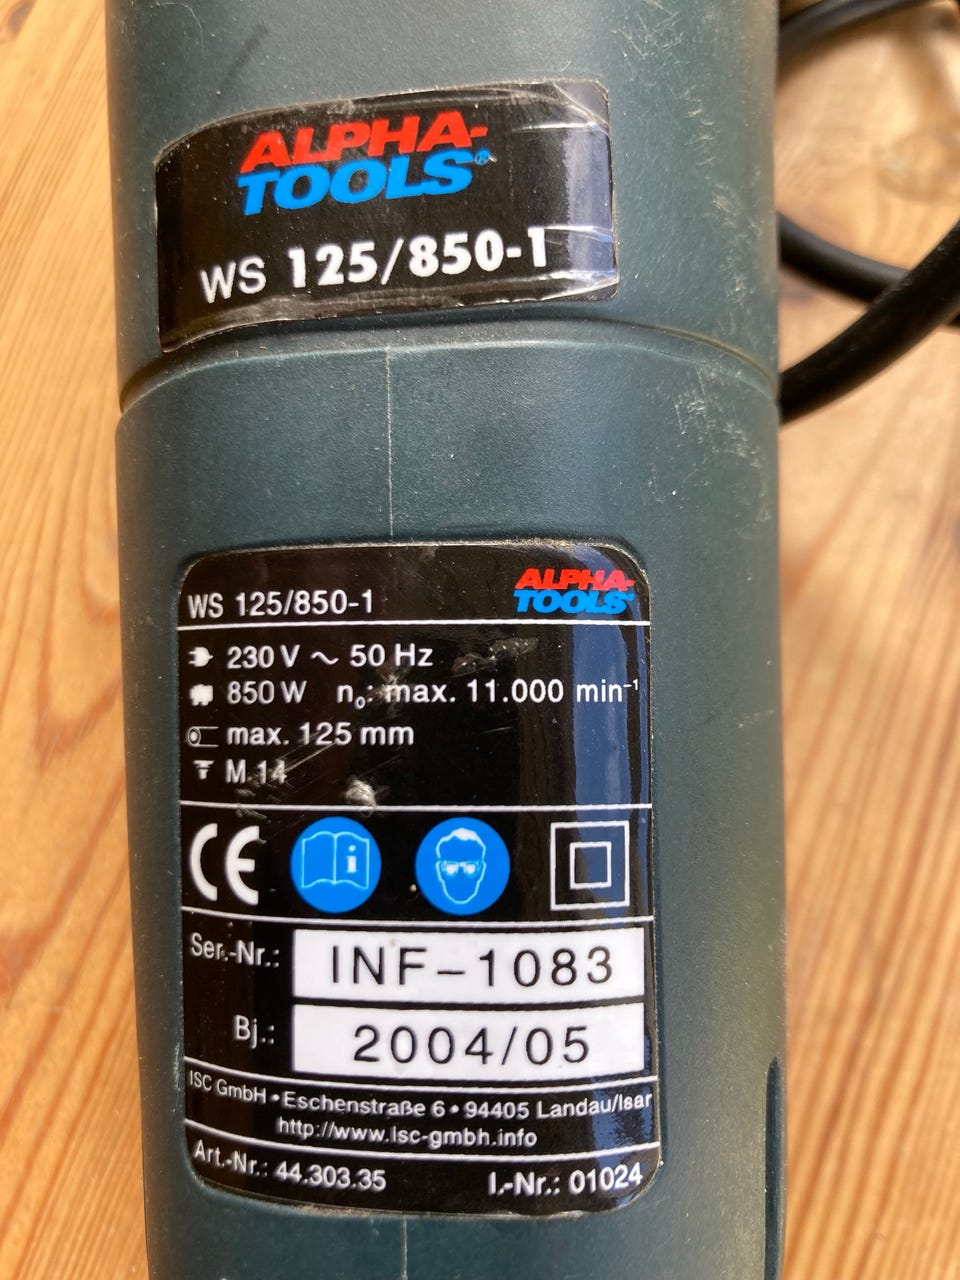 ALPHA-
TOOLS®
WS 125/850-1
WS 125/850-1
ALPHA-
TOOLS®
230 V ~ 50 Hz
850 W n₀: max. 11.000 min⁻¹
max. 125 mm
M 14
CE
i
Ser.-Nr.: INF-1083
Bj.: 2004/05
ISC GmbH • Eschenstraße 6 • 94405 Landau/Isar
http://www.isc-gmbh.info
Art.-Nr.: 44.303.35 I.-Nr.: 01024